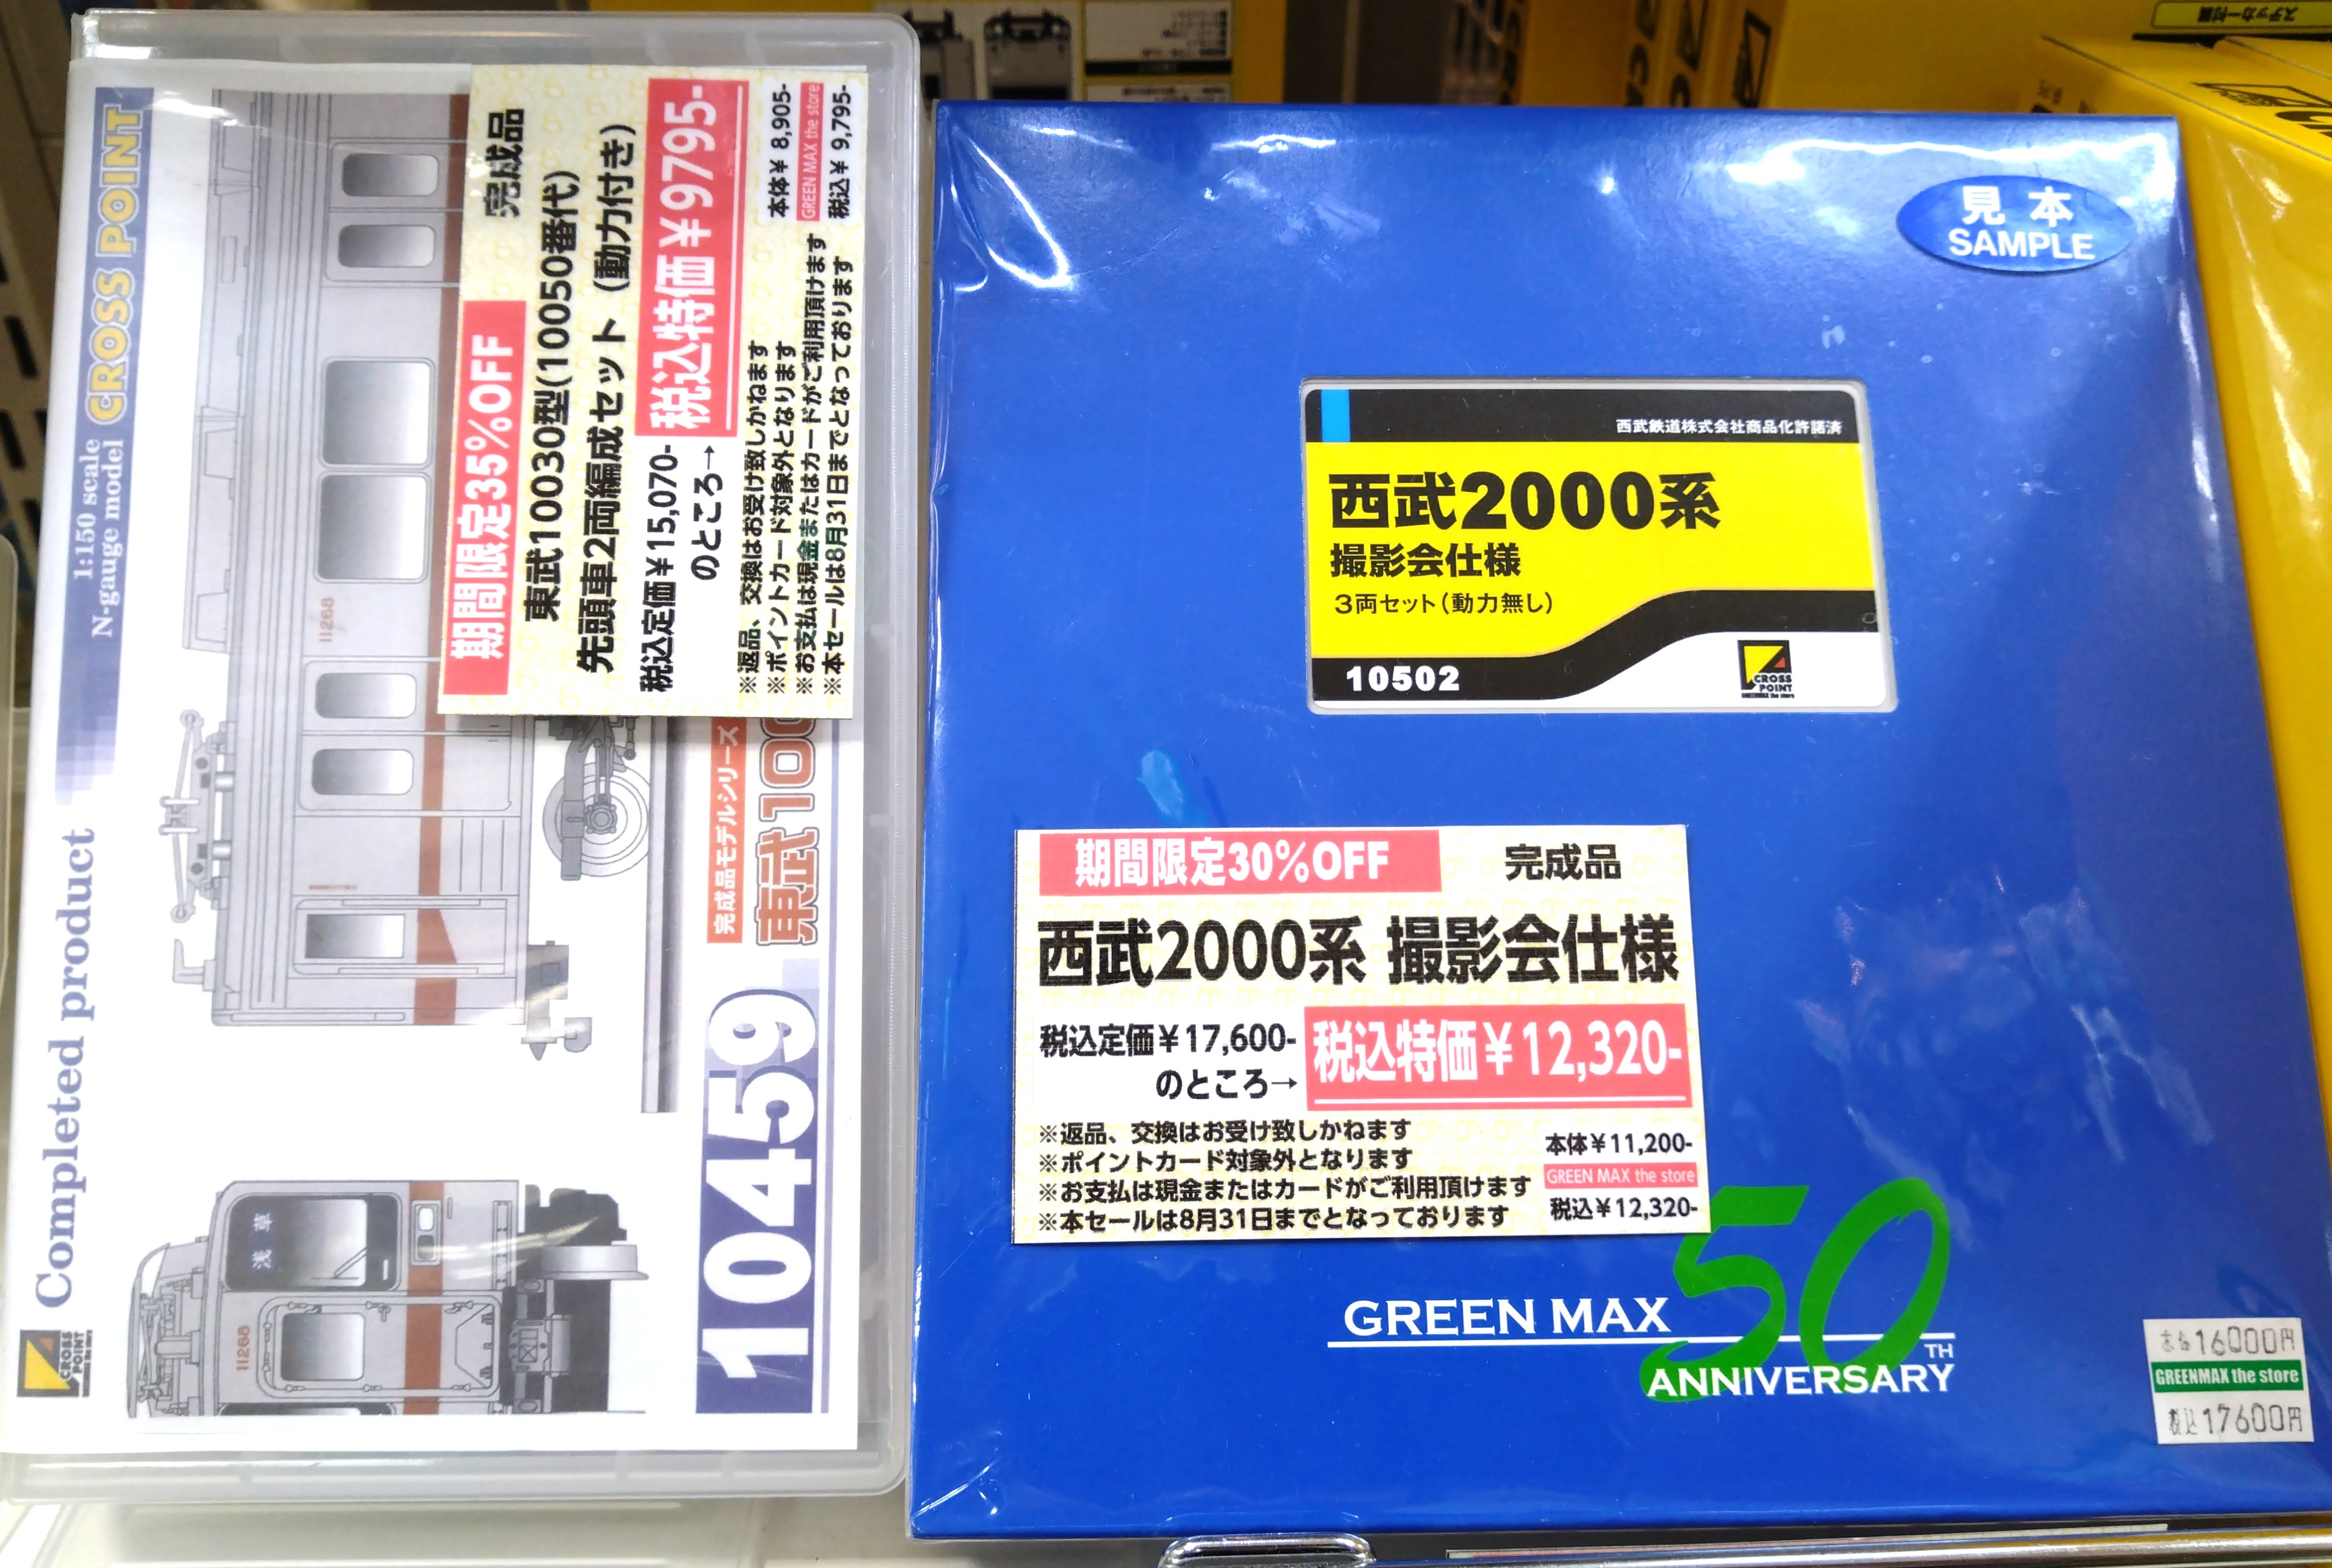 1:150 scale
N-gauge model
CROSS POINT
Completed product
CROSS
POINT
11268
浅草
11268
期間限定35%OFF
完成品
東武10030型(10050番代)
先頭車2両編成セット（動力付き）
税込定価￥15,070-
のところ→
税込特価￥9795-
※返品、交換はお受け致しかねます
※ポイントカード対象外となります
※お支払は現金またはカードがご利用頂けます
※本セールは8月31日までとなっております
本体￥8,905-
GREEN MAX the store
税込￥9,795-
完成品モデルシリーズ
東武100
10459
見本
SAMPLE
西武鉄道株式会社商品化許諾済
西武2000系
撮影会仕様
3両セット（動力無し）
10502
CROSS
POINT
GREENMAX the store
期間限定30%OFF
完成品
西武2000系 撮影会仕様
税込定価￥17,600-
のところ→
税込特価￥12,320-
※返品、交換はお受け致しかねます
※ポイントカード対象外となります
※お支払は現金またはカードがご利用頂けます
※本セールは8月31日までとなっております
本体￥11,200-
GREEN MAX the store
税込￥12,320-
GREEN MAX
50
TH
ANNIVERSARY
本体16000円
GREENMAX the store
税込17600円